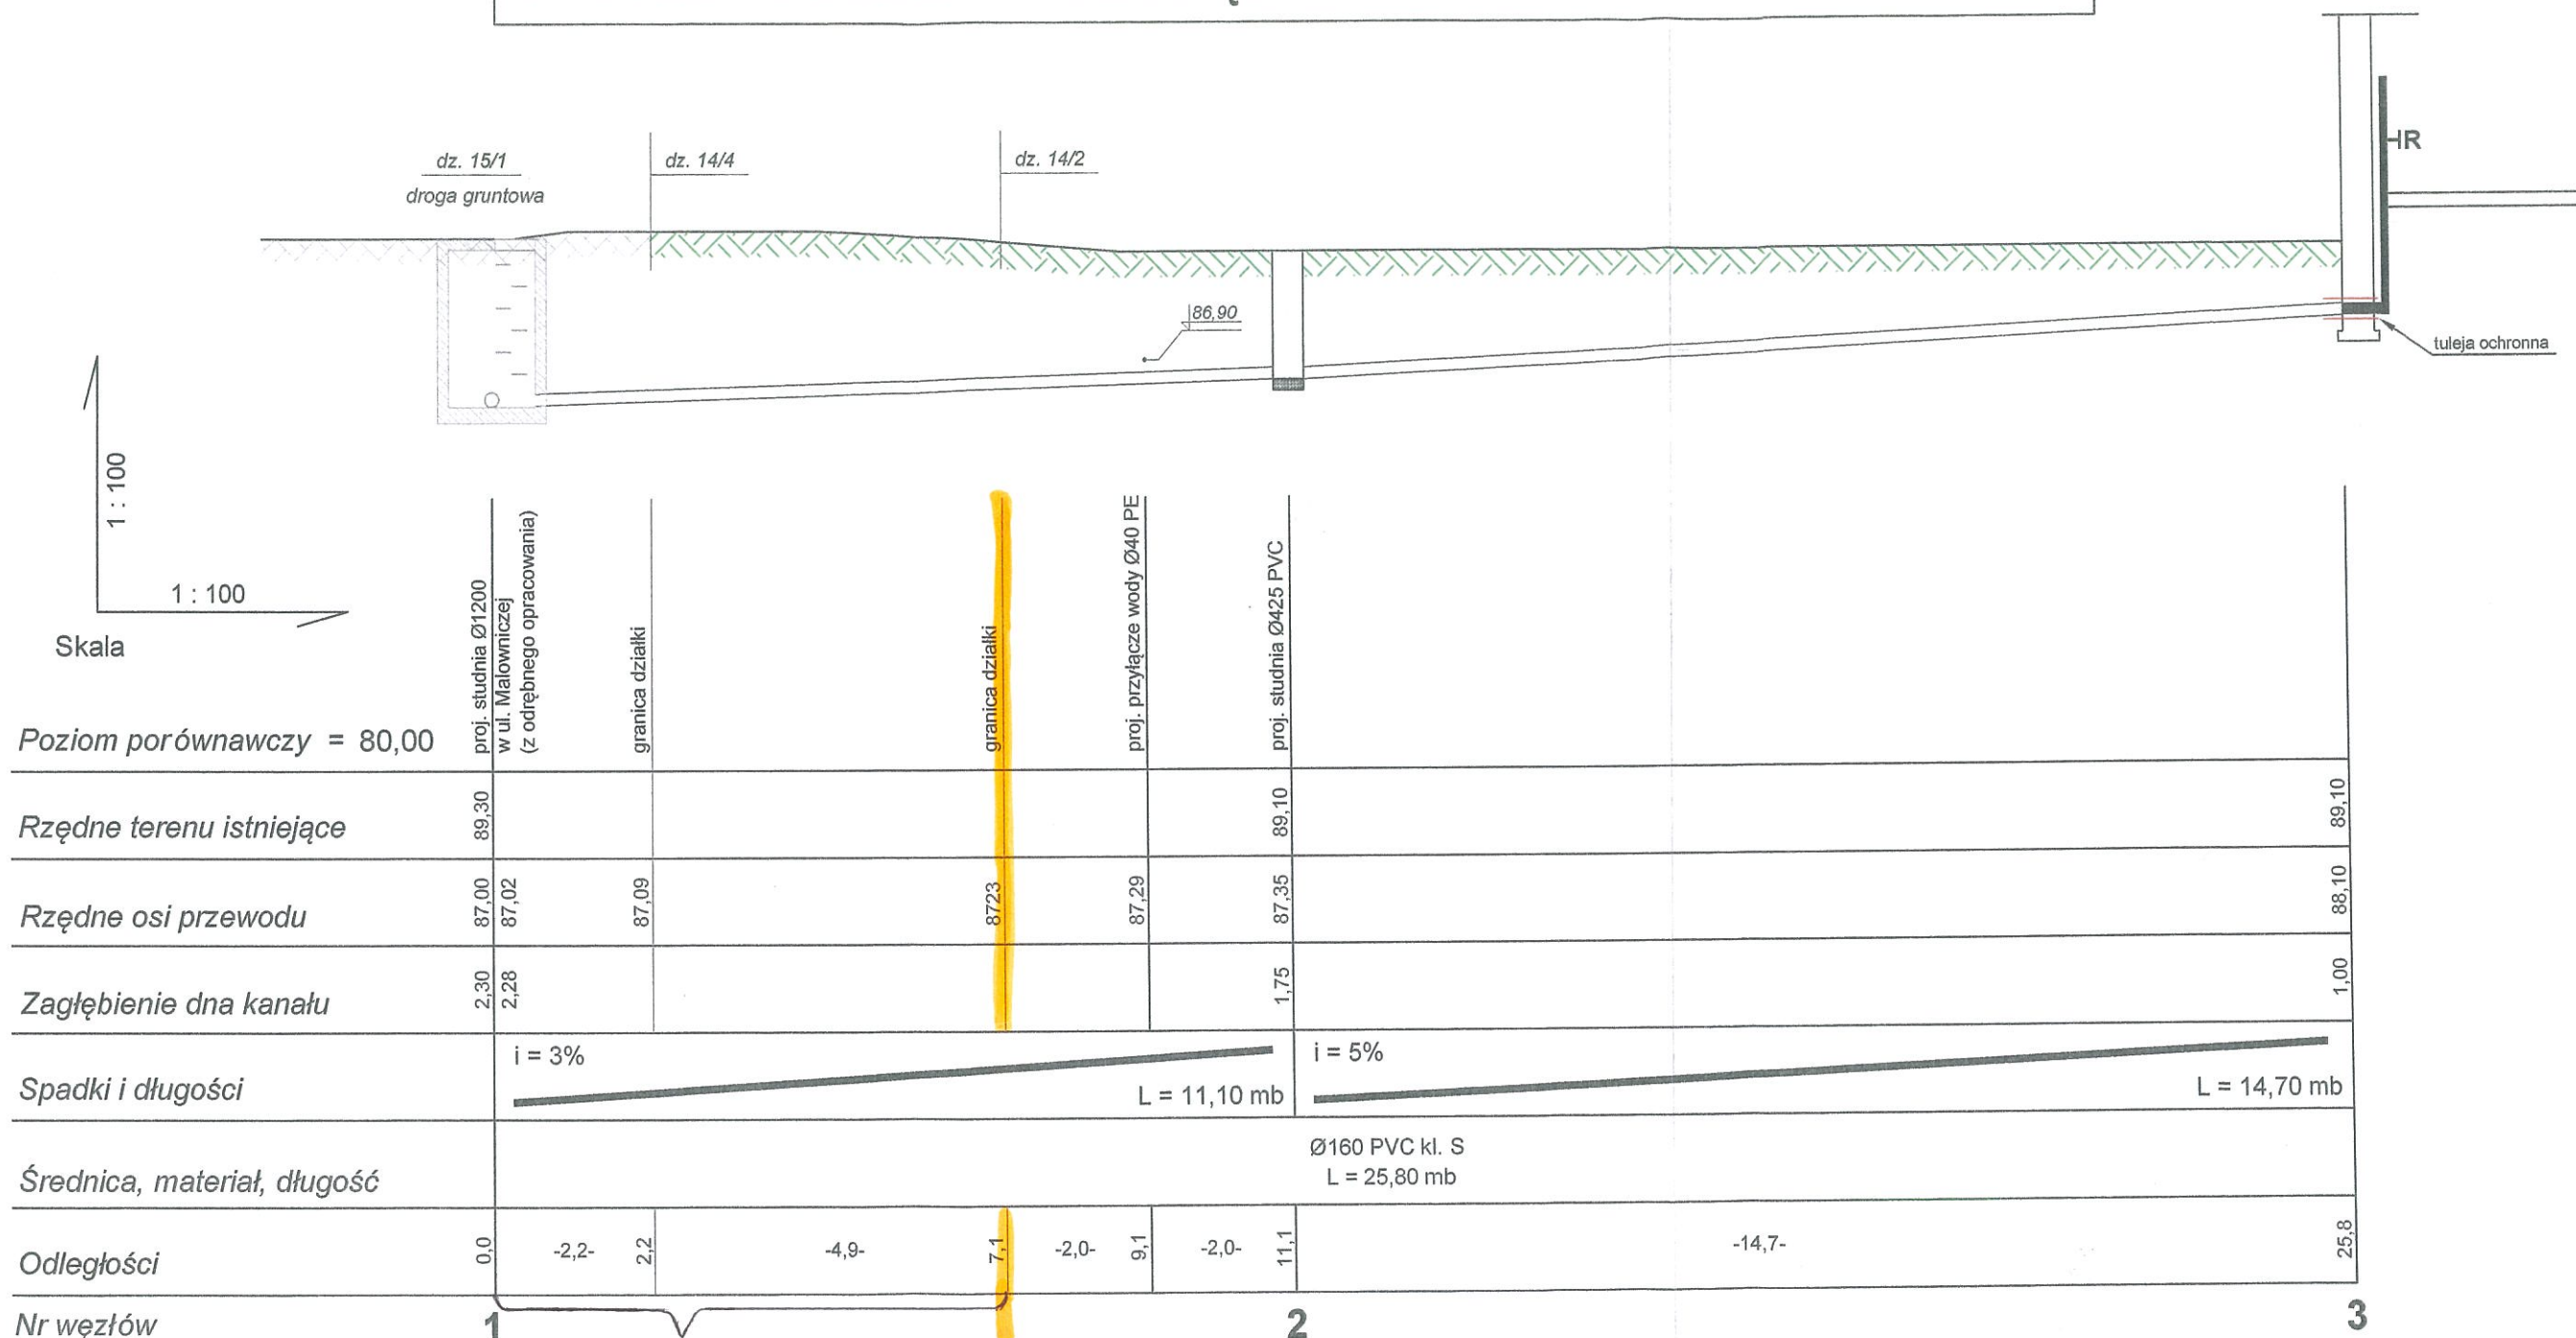 dz. 15/1
droga gruntowa
dz. 14/4
dz. 14/2
HR
86,90
tuleja ochronna
1 : 100
1 : 100
Skala
proj. studnia Ø1200
w ul. Malowniczej
(z odrębnego opracowania)
granica działki
granica działki
proj. przyłącze wody Ø40 PE
proj. studnia Ø425 PVC
Poziom porównawczy = 80,00
Rzędne terenu istniejące 89,30 89,10 89,10
Rzędne osi przewodu 87,00 87,02 87,09 8723 87,29 87,35 88,10
Zagłębienie dna kanału 2,30 2,28 1,75 1,00
Spadki i długości i = 3% L = 11,10 mb i = 5% L = 14,70 mb
Średnica, materiał, długość
Ø160 PVC kl. S
L = 25,80 mb
Odległości 0,0 -2,2- 2,2 -4,9- 7,1 -2,0- 9,1 -2,0- 11,1 -14,7- 25,8
Nr węzłów 1 2 3